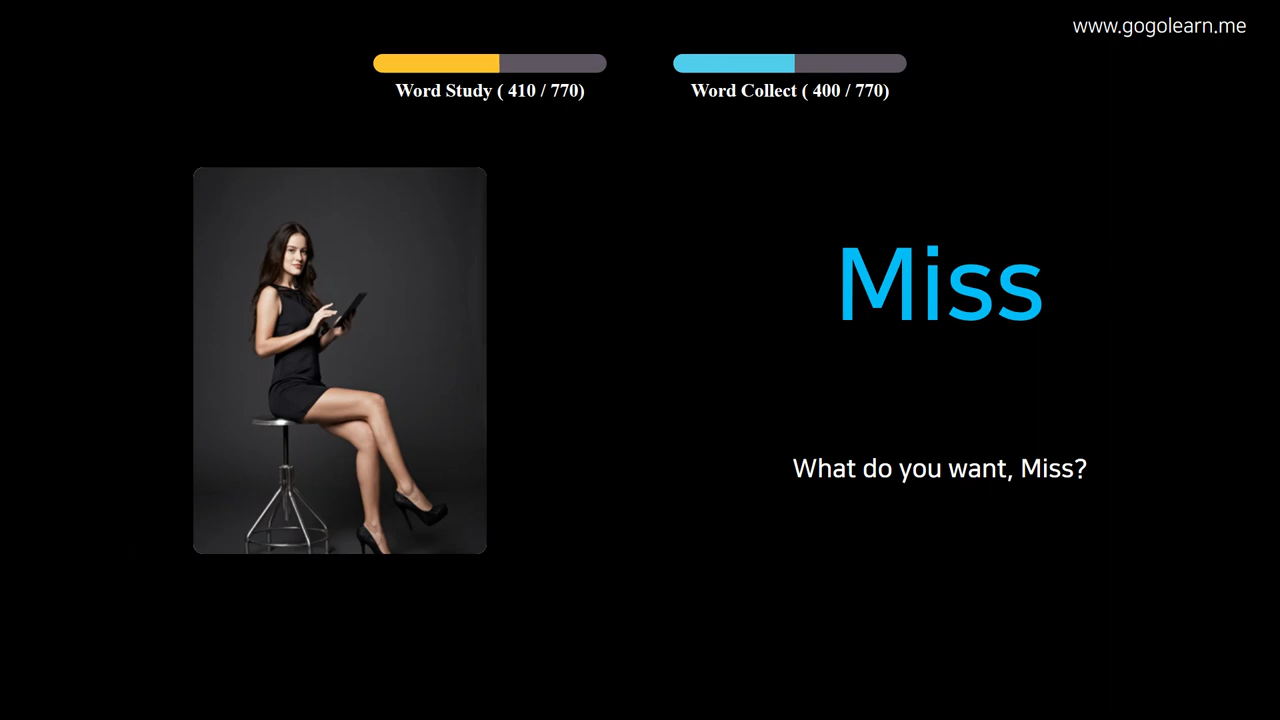 www.gogolearn.me
Word Study ( 410 / 770)
Word Collect ( 400 / 770)
Miss
What do you want, Miss?